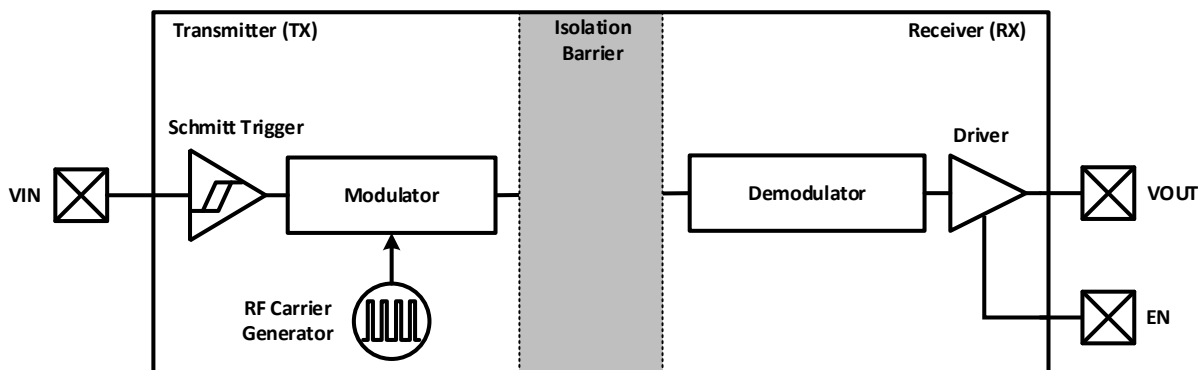 Transmitter (TX)
Isolation
Barrier
Receiver (RX)
Schmitt Trigger
Driver
VIN
Modulator
Demodulator
VOUT
RF Carrier
Generator
EN